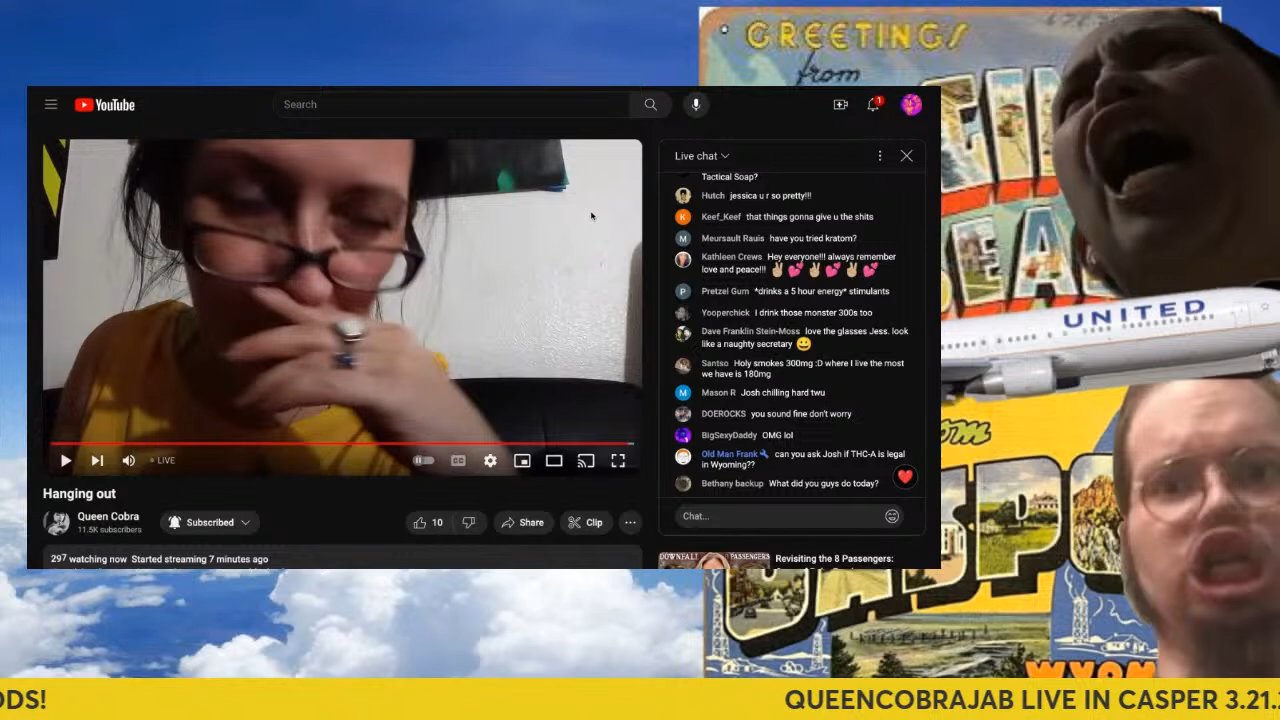 GREETINGS
from
YouTube
Search
1
Live chat
Tactical Soap?
Hutch jessica u r so pretty!!!
Keef_Keef that things gonna give u the shits
Meursault Rauis have you tried kratom?
Kathleen Crews Hey everyone!!! always remember
love and peace!!! ✌🏼💕✌🏼💕✌🏼💕
Pretzel Gum *drinks a 5 hour energy* stimulants
Yooperchick I drink those monster 300s too
Dave Franklin Stein-Moss love the glasses Jess. look
like a naughty secretary 😀
Santso Holy smokes 300mg :D where I live the most
we have is 180mg
Mason R Josh chilling hard twu
DOEROCKS you sound fine don't worry
BigSexyDaddy OMG lol
Old Man Frank can you ask Josh if THC-A is legal
in Wyoming??
Bethany backup What did you guys do today?
Chat...
LIVE
Hanging out
Queen Cobra
11.5K subscribers
Subscribed
10
Share
Clip
297 watching now Started streaming 7 minutes ago
DOWNFALL
PASSENGERS
Revisiting the 8 Passengers:
UNITED
ODS!
QUEENCOBRAJAB LIVE IN CASPER 3.21.